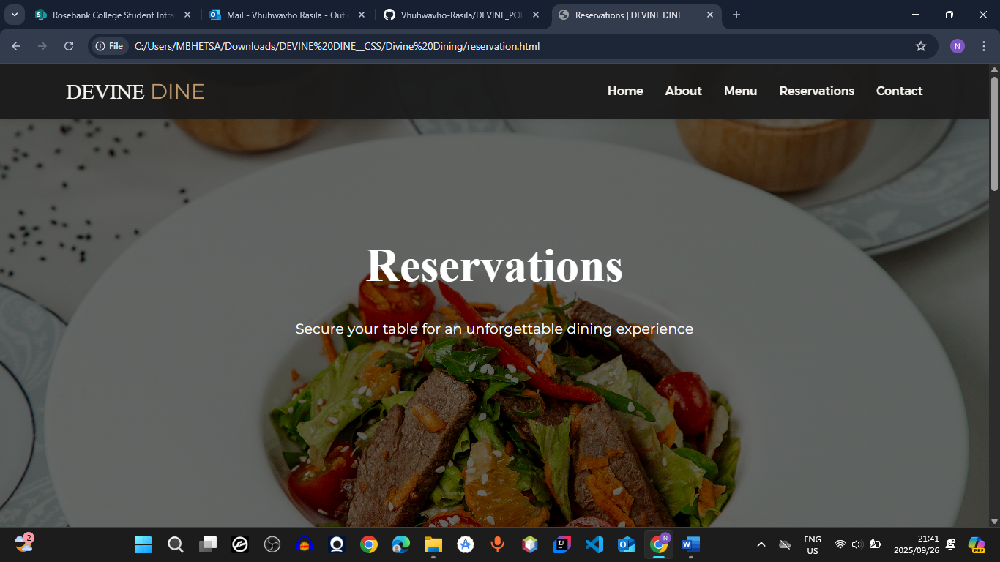 Rosebank College Student Intra
Mail - Vhuhwavho Rasila - Outl
Vhuhwavho-Rasila/DEVINE_POE
Reservations | DEVINE DINE
File
C:/Users/MBHETSA/Downloads/DEVINE%20DINE__CSS/Divine%20Dining/reservation.html
N
DEVINE DINE
Home
About
Menu
Reservations
Contact
Reservations
Secure your table for an unforgettable dining experience
2
N
ENG
US
21:41
2025/09/26
PRE